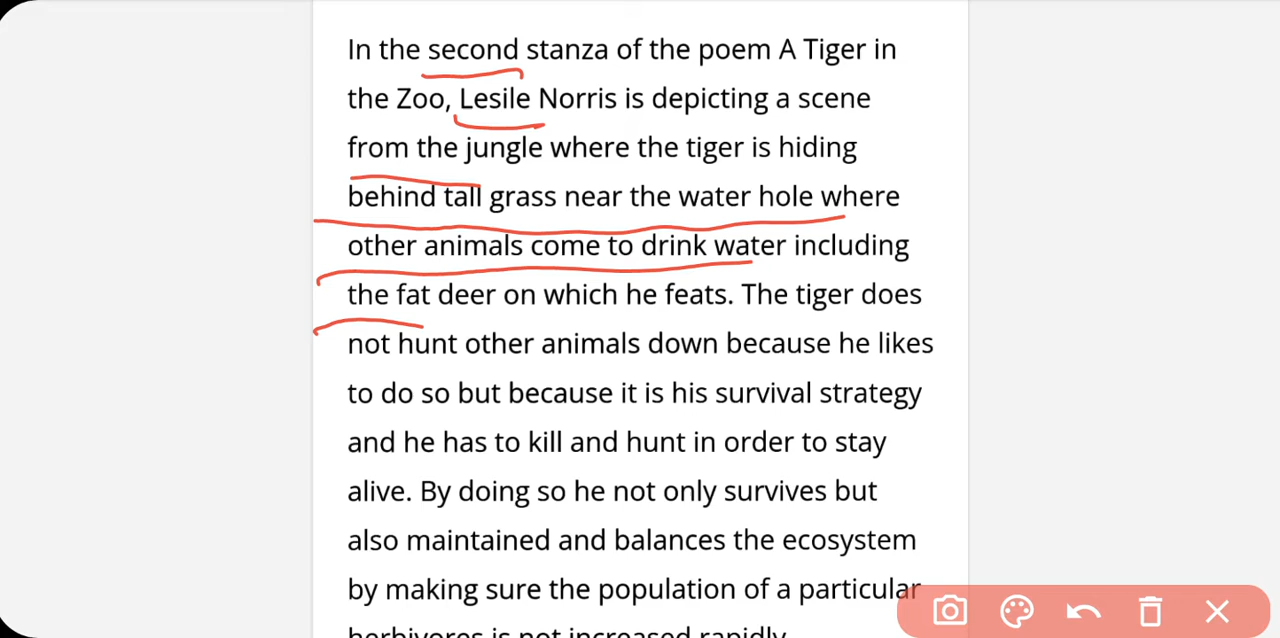 In the second stanza of the poem A Tiger in
the Zoo, Lesile Norris is depicting a scene
from the jungle where the tiger is hiding
behind tall grass near the water hole where
other animals come to drink water including
the fat deer on which he feats. The tiger does
not hunt other animals down because he likes
to do so but because it is his survival strategy
and he has to kill and hunt in order to stay
alive. By doing so he not only survives but
also maintained and balances the ecosystem
by making sure the population of a particular
herbivores is not increased rapidly